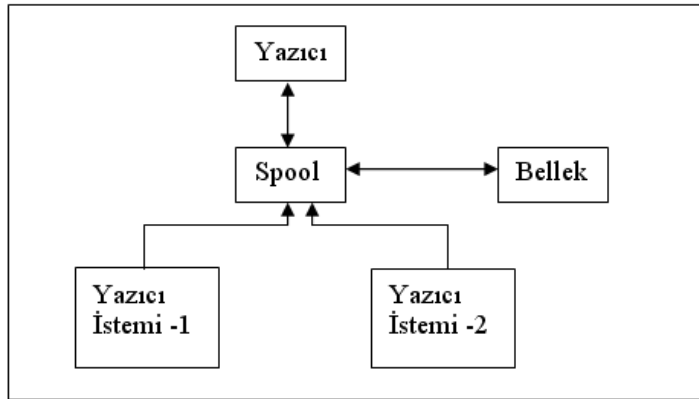 Yazıcı
Spool
Bellek
Yazıcı
İstemi -1
Yazıcı
İstemi -2